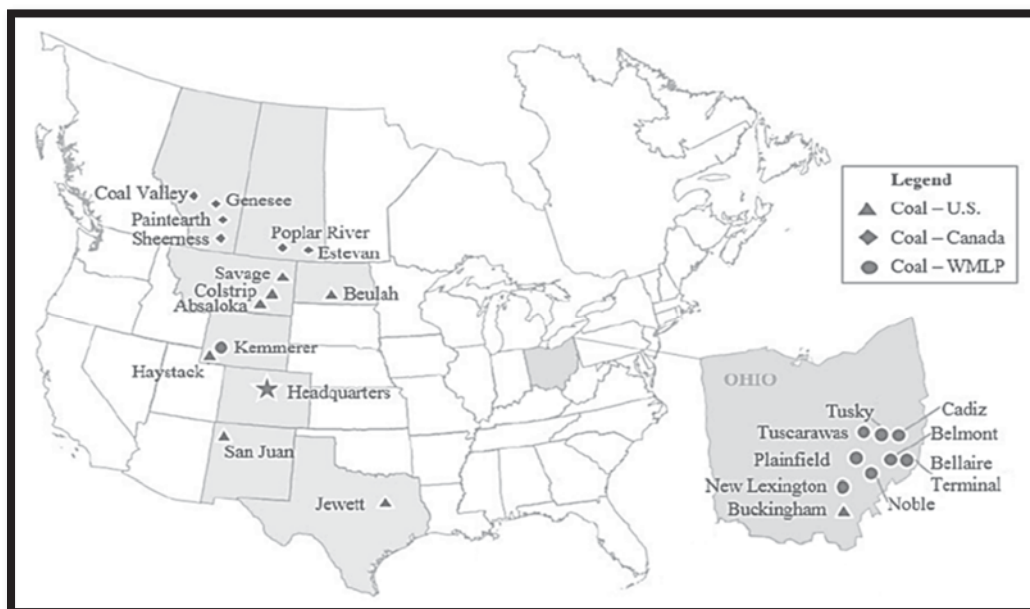 Coal Valley
Genesee
Paintearth
Sheerness
Poplar River
Estevan
Savage
Colstrip
Absaloka
Beulah
Kemmerer
Haystack
Headquarters
San Juan
Jewett
Legend
Coal – U.S.
Coal – Canada
Coal – WMLP
OHIO
Tusky
Cadiz
Tuscarawas
Belmont
Plainfield
Bellaire
Terminal
New Lexington
Noble
Buckingham